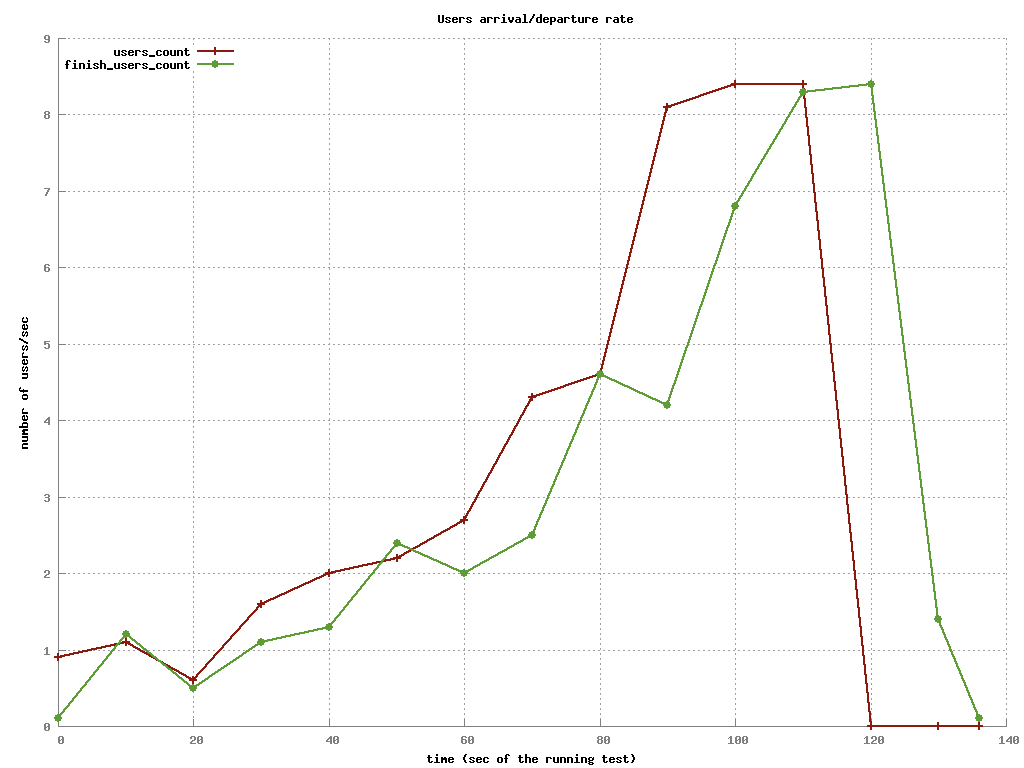 Users arrival/departure rate
users_count
finish_users_count
9
8
7
6
5
4
3
2
1
0
number of users/sec
0 20 40 60 80 100 120 140
time (sec of the running test)